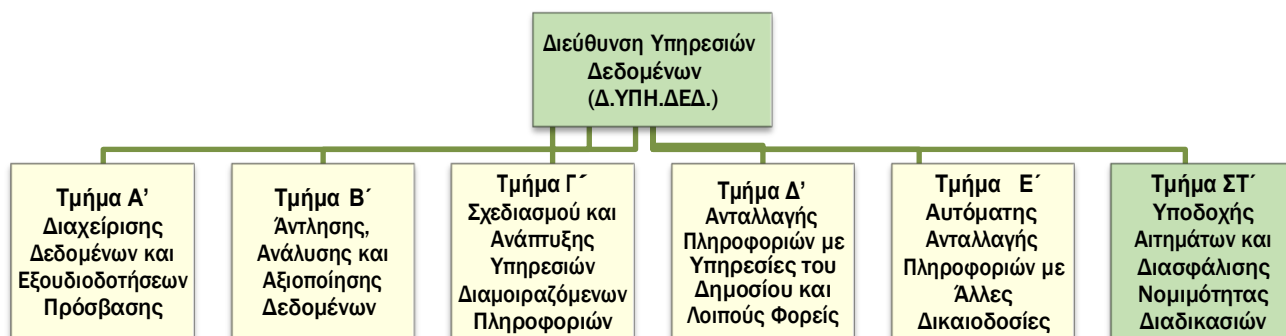 Διεύθυνση Υπηρεσιών
Δεδομένων
(Δ.ΥΠΗ.ΔΕΔ.)
Τμήμα Α’
Διαχείρισης
Δεδομένων και
Εξουδιοδοτήσεων
Πρόσβασης
Τμήμα Β΄
Άντλησης,
Ανάλυσης και
Αξιοποίησης
Δεδομένων
Τμήμα Γ΄
Σχεδιασμού και
Ανάπτυξης
Υπηρεσιών
Διαμοιραζόμενων
Πληροφοριών
Τμήμα Δ’
Ανταλλαγής
Πληροφοριών με
Υπηρεσίες του
Δημοσίου και
Λοιπούς Φορείς
Τμήμα Ε΄
Αυτόματης
Ανταλλαγής
Πληροφοριών με
Άλλες
Δικαιοδοσίες
Τμήμα ΣΤ΄
Υποδοχής
Αιτημάτων και
Διασφάλισης
Νομιμότητας
Διαδικασιών